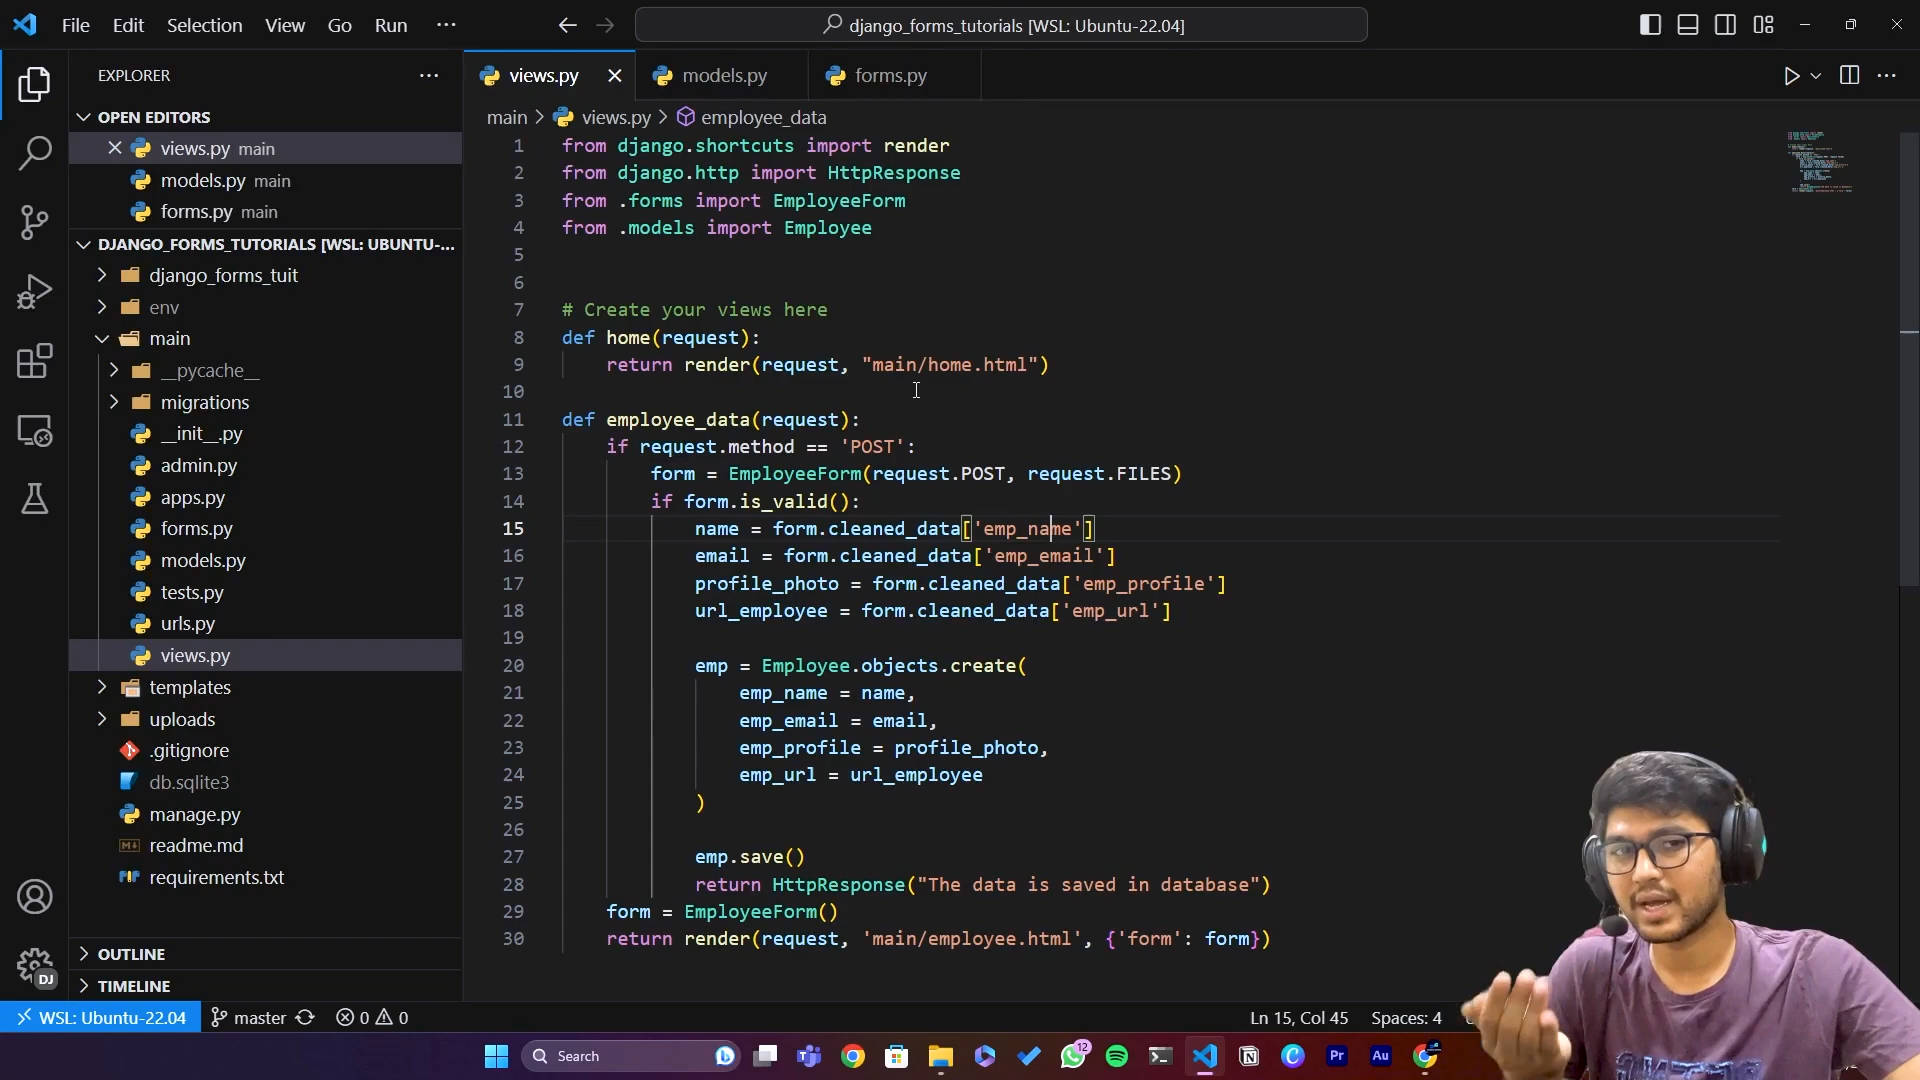 File Edit Selection View Go Run ···
django_forms_tutorials [WSL: Ubuntu-22.04]
EXPLORER
OPEN EDITORS
views.py main
models.py main
forms.py main
DJANGO_FORMS_TUTORIALS [WSL: UBUNTU-...
django_forms_tuit
env
main
__pycache__
migrations
__init__.py
admin.py
apps.py
forms.py
models.py
tests.py
urls.py
views.py
templates
uploads
.gitignore
db.sqlite3
manage.py
readme.md
requirements.txt
OUTLINE
TIMELINE
views.py models.py forms.py
main > views.py > employee_data
1 from django.shortcuts import render
2 from django.http import HttpResponse
3 from .forms import EmployeeForm
4 from .models import Employee
5
6
7 # Create your views here
8 def home(request):
9 return render(request, "main/home.html")
10
11 def employee_data(request):
12 if request.method == 'POST':
13 form = EmployeeForm(request.POST, request.FILES)
14 if form.is_valid():
15 name = form.cleaned_data['emp_name']
16 email = form.cleaned_data['emp_email']
17 profile_photo = form.cleaned_data['emp_profile']
18 url_employee = form.cleaned_data['emp_url']
19
20 emp = Employee.objects.create(
21 emp_name = name,
22 emp_email = email,
23 emp_profile = profile_photo,
24 emp_url = url_employee
25 )
26
27 emp.save()
28 return HttpResponse("The data is saved in database")
29 form = EmployeeForm()
30 return render(request, 'main/employee.html', {'form': form})
DJ
WSL: Ubuntu-22.04 master 0 0 Ln 15, Col 45 Spaces: 4
Search 12 Pr Au